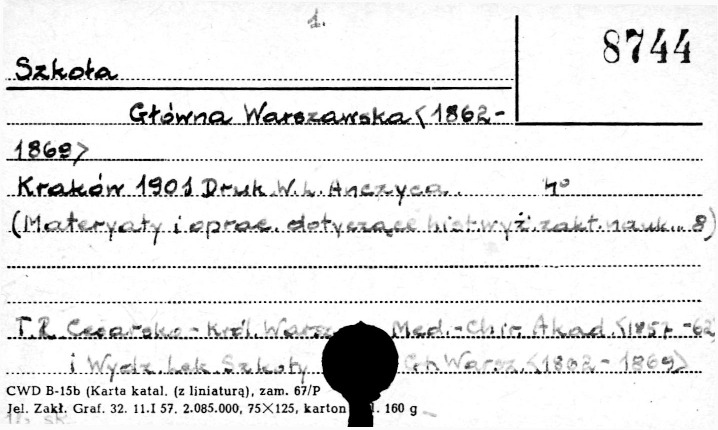 1.
8744
Szkoła
Główna Warszawska <1862-
1869>
Kraków 1901 Druk W. L. Anczyca. 4°
(Materyały i oprac. dotyczące hist. wyż. zakł. nauk... 8)
Cesarsko-Król. Warsz. Med.-Chir. Akad. <1857-62
i Wydz. Lek. Szkoły Gł. Warsz. <1862-1869>
CWD B-15b (Karta katal. (z liniaturą), zam. 67/P
Jel. Zakł. Graf. 32. 11.I 57. 2.085.000, 75×125, karton 160 g